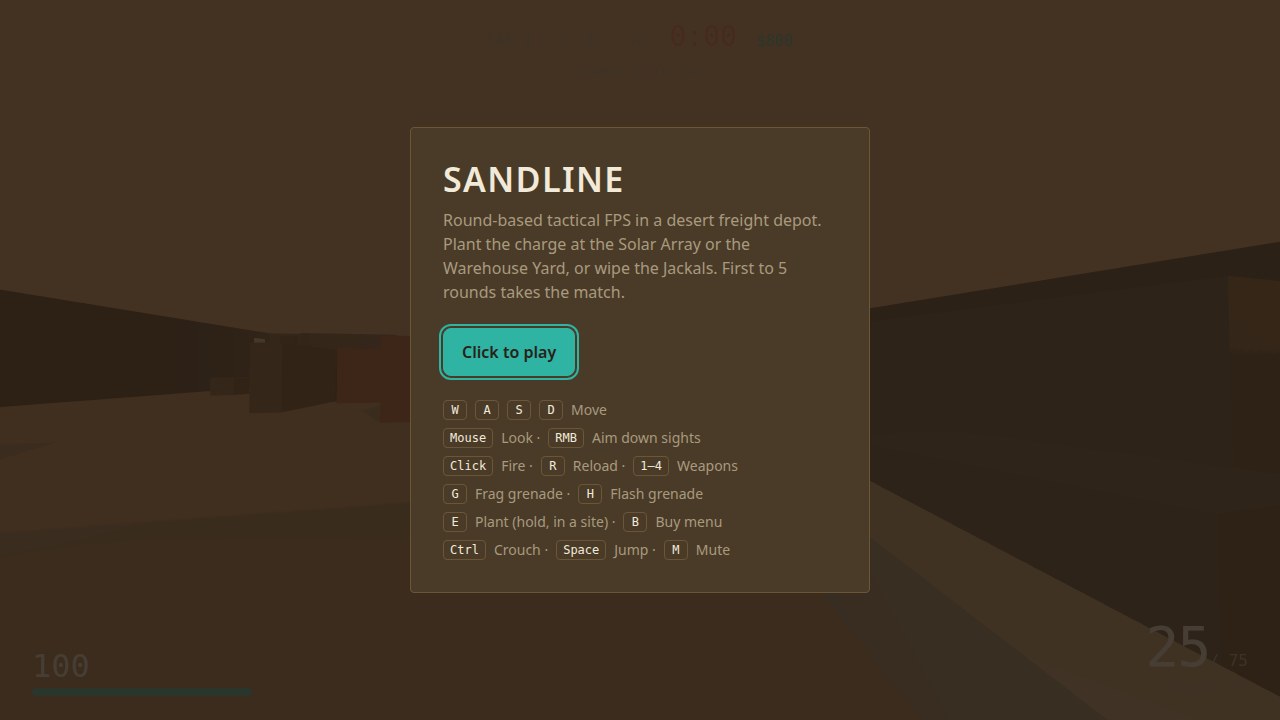 0:00
SANDLINE
Round-based tactical FPS in a desert freight depot.
Plant the charge at the Solar Array or the
Warehouse Yard, or wipe the Jackals. First to 5
rounds takes the match.
Click to play
W A S D Move
Mouse Look · RMB Aim down sights
Click Fire · R Reload · 1–4 Weapons
G Frag grenade · H Flash grenade
E Plant (hold, in a site) · B Buy menu
Ctrl Crouch · Space Jump · M Mute
100
25 / 75